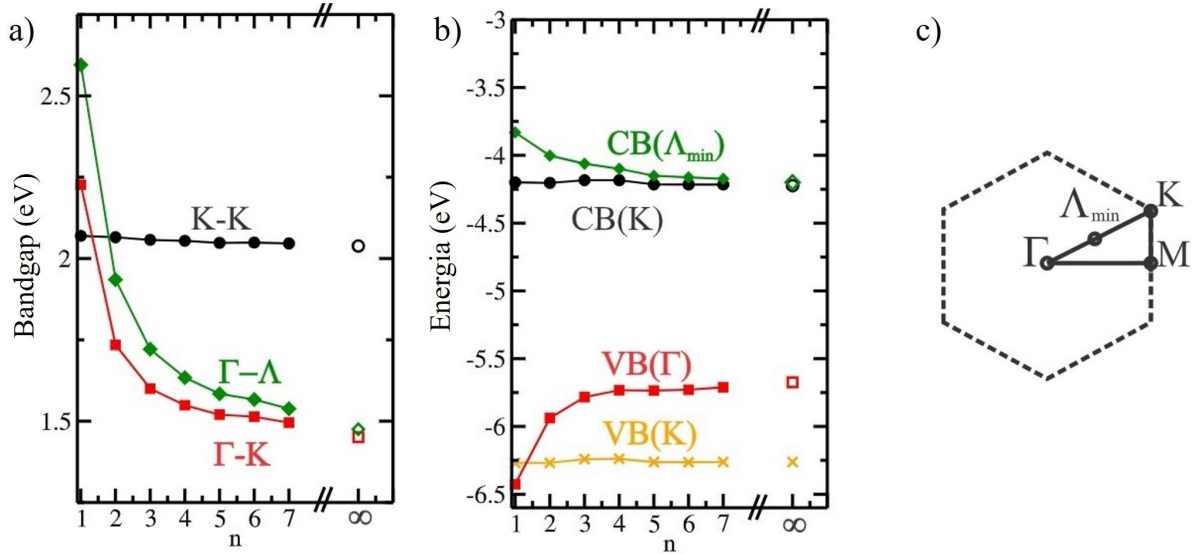 a)
Bandgap (eV)
2.5
2
1.5
K-K
Γ–Λ
Γ-K
1 2 3 4 5 6 7 ∞
n
b)
Energia (eV)
-3
-3.5
-4
-4.5
-5
-5.5
-6
-6.5
CB(Λmin)
CB(K)
VB(Γ)
VB(K)
1 2 3 4 5 6 7 ∞
n
c)
K
Λmin
Γ M